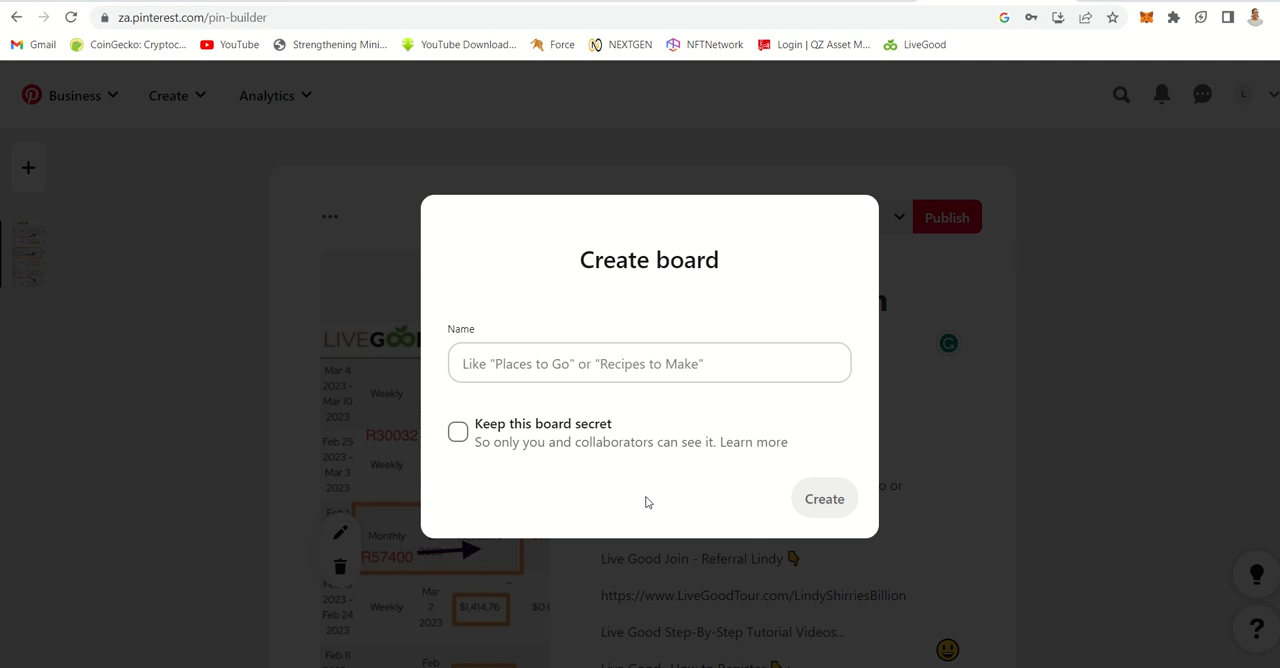 za.pinterest.com/pin-builder
Gmail CoinGecko: Cryptoc... YouTube Strengthening Mini... YouTube Download... Force NEXTGEN NFTNetwork Login | QZ Asset M... LiveGood
Business Create Analytics
L
Publish
Create board
Name
Like "Places to Go" or "Recipes to Make"
Keep this board secret
So only you and collaborators can see it. Learn more
Create
Mar 4
2023 -
Mar 10
2023
Weekly
R30032
Feb 25
2023 -
Mar 3
2023
Weekly
Monthly
R57400
2023 -
Feb 24
2023
Weekly
Mar
2
2023
$1,414.76
$0.
Feb 11
Feb
o or
Live Good Join - Referral Lindy 👇
https://www.LiveGoodTour.com/LindyShirriesBillion
Live Good Step-By-Step Tutorial Videos...